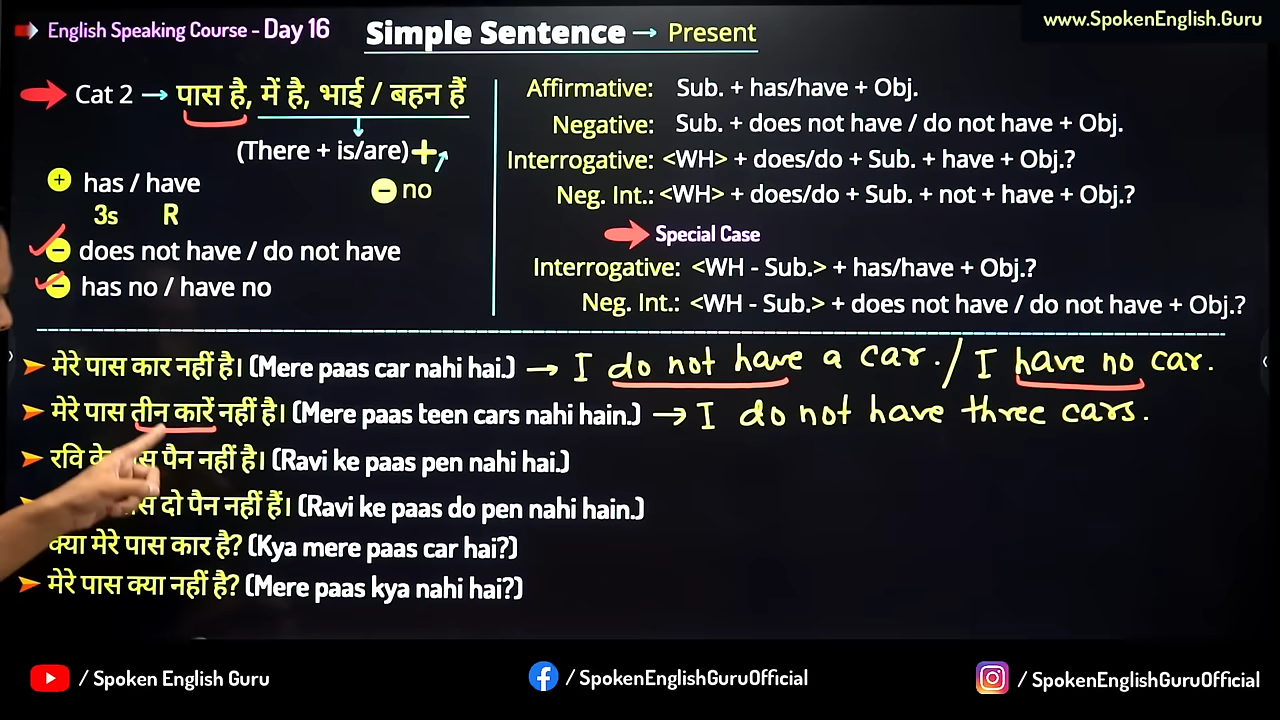 English Speaking Course - Day 16
Simple Sentence → Present
www.SpokenEnglish.Guru
Cat 2 → पास है, में है, भाई / बहन हैं
(There + is/are) +
- no
+ has / have
3s R
- does not have / do not have
- has no / have no
Affirmative: Sub. + has/have + Obj.
Negative: Sub. + does not have / do not have + Obj.
Interrogative: <WH> + does/do + Sub. + have + Obj.?
Neg. Int.: <WH> + does/do + Sub. + not + have + Obj.?
Special Case
Interrogative: <WH - Sub.> + has/have + Obj.?
Neg. Int.: <WH - Sub.> + does not have / do not have + Obj.?
मेरे पास कार नहीं है। (Mere paas car nahi hai.) → I do not have a car. / I have no car.
मेरे पास तीन कारें नहीं है। (Mere paas teen cars nahi hain.) → I do not have three cars.
रवि के पैन नहीं है। (Ravi ke paas pen nahi hai.)
दो पैन नहीं हैं। (Ravi ke paas do pen nahi hain.)
क्या मेरे पास कार है? (Kya mere paas car hai?)
मेरे पास क्या नहीं है? (Mere paas kya nahi hai?)
/ Spoken English Guru
/ SpokenEnglishGuruOfficial
/ SpokenEnglishGuruOfficial